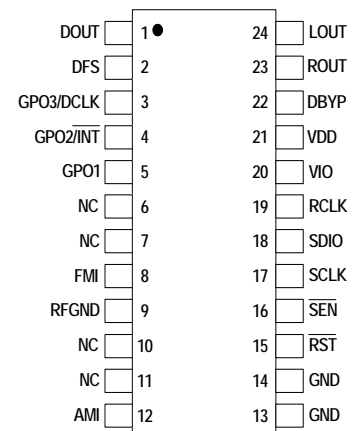 DOUT 1 24 LOUT
DFS 2 23 ROUT
GPO3/DCLK 3 22 DBYP
GPO2/INT 4 21 VDD
GPO1 5 20 VIO
NC 6 19 RCLK
NC 7 18 SDIO
FMI 8 17 SCLK
RFGND 9 16 SEN
NC 10 15 RST
NC 11 14 GND
AMI 12 13 GND